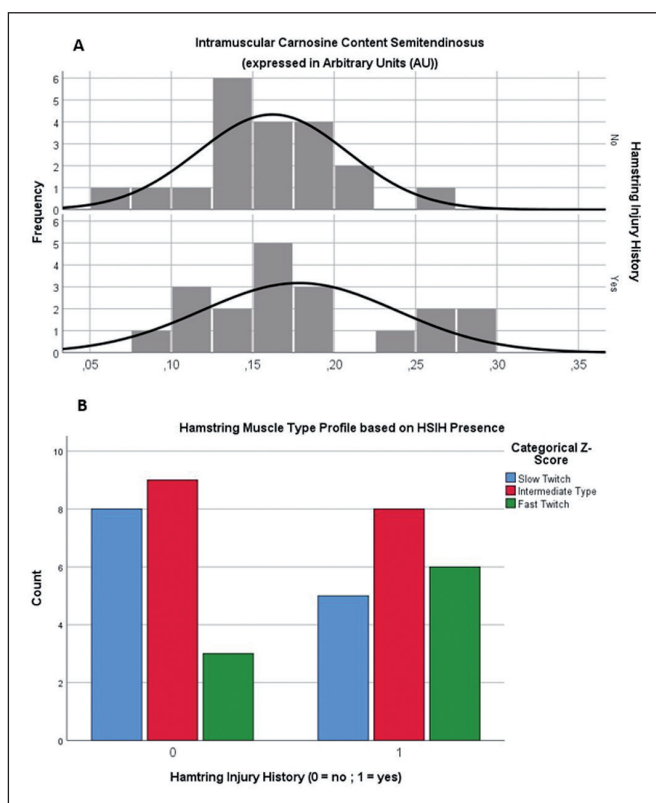 A
Intramuscular Carnosine Content Semitendinosus
(expressed in Arbitrary Units (AU))
6
5
4
3
2
1
0
No
6
5
4
3
2
1
0
Yes
Frequency
Hamstring Injury History
,05 ,10 ,15 ,20 ,25 ,30 ,35
B
Hamstring Muscle Type Profile based on HSIH Presence
Categorical Z-
Score
Slow Twitch
Intermediate Type
Fast Twitch
10
8
6
4
2
0
Count
0 1
Hamtring Injury History (0 = no ; 1 = yes)